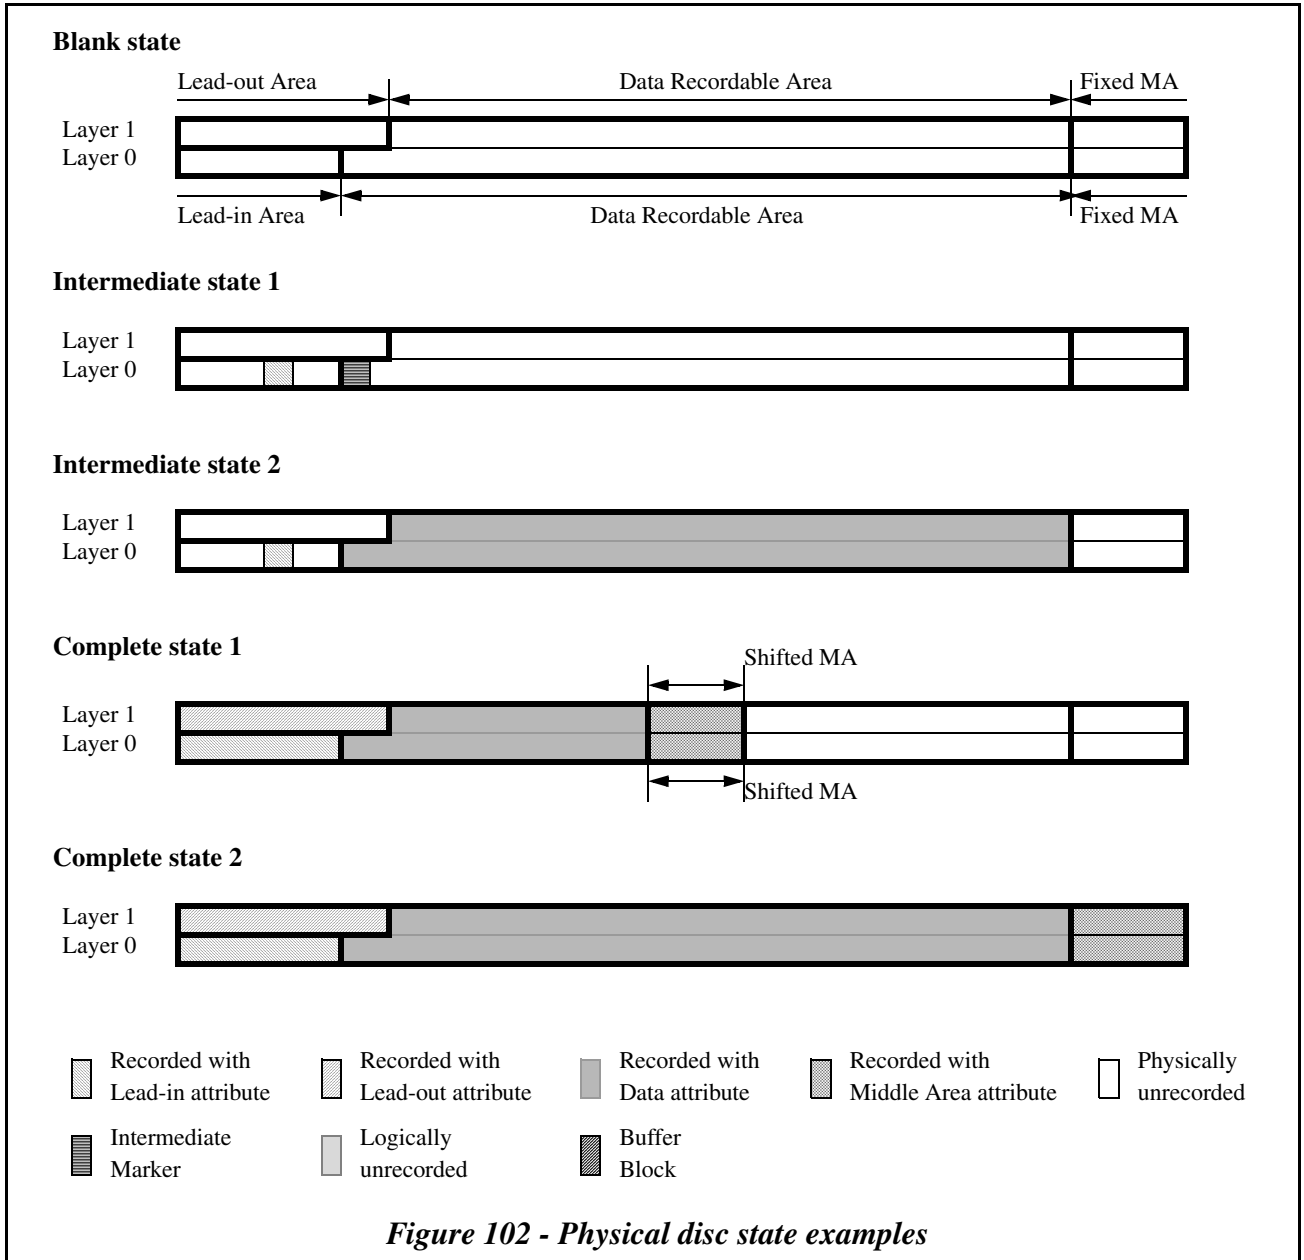 Blank state
Lead-out Area Data Recordable Area Fixed MA
Layer 1
Layer 0
Lead-in Area Data Recordable Area Fixed MA
Intermediate state 1
Layer 1
Layer 0
Intermediate state 2
Layer 1
Layer 0
Complete state 1
Shifted MA
Layer 1
Layer 0
Shifted MA
Complete state 2
Layer 1
Layer 0
Recorded with
Lead-in attribute
Recorded with
Lead-out attribute
Recorded with
Data attribute
Recorded with
Middle Area attribute
Physically
unrecorded
Intermediate
Marker
Logically
unrecorded
Buffer
Block
Figure 102 - Physical disc state examples